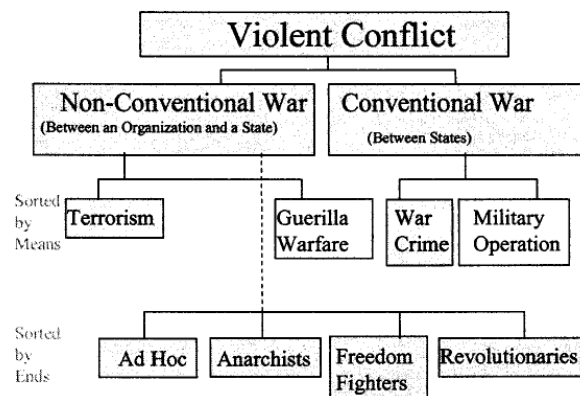 Violent Conflict
Non-Conventional War
(Between an Organization and a State)
Conventional War
(Between States)
Sorted
by
Means
Terrorism
Guerilla
Warfare
War
Crime
Military
Operation
Sorted
by
Ends
Ad Hoc
Anarchists
Freedom
Fighters
Revolutionaries